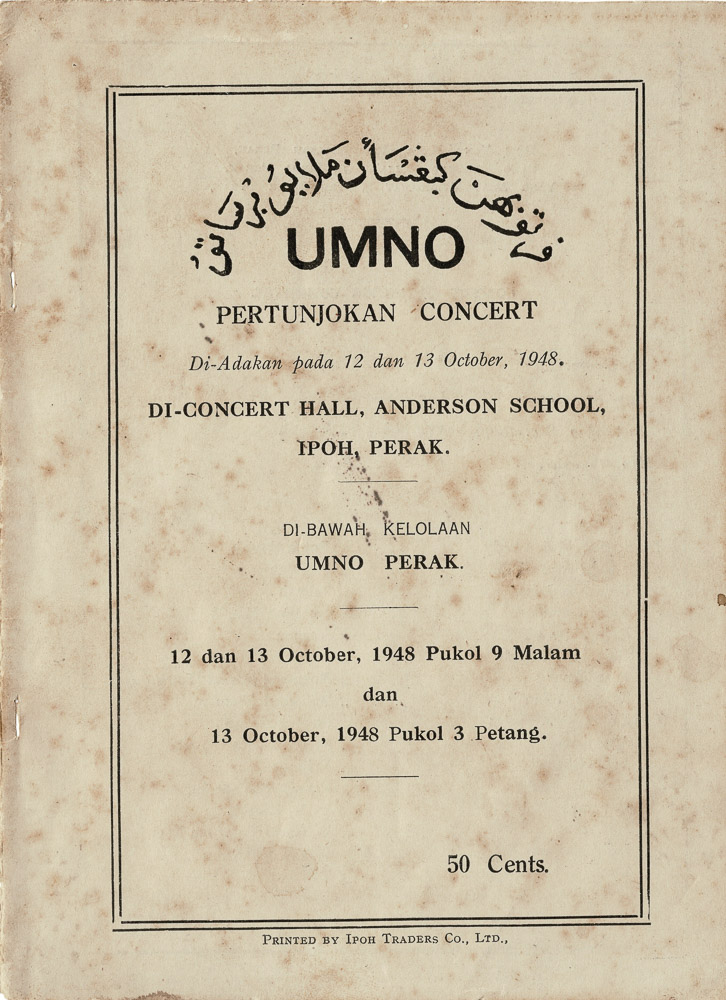 ڤرتوبوهن كبڠسأن ملايو برساتو
UMNO
PERTUNJOKAN CONCERT
Di-Adakan pada 12 dan 13 October, 1948.
DI-CONCERT HALL, ANDERSON SCHOOL,
IPOH, PERAK.
DI-BAWAH KELOLAAN
UMNO PERAK.
12 dan 13 October, 1948 Pukol 9 Malam
dan
13 October, 1948 Pukol 3 Petang.
50 Cents.
PRINTED BY IPOH TRADERS CO., LTD.,